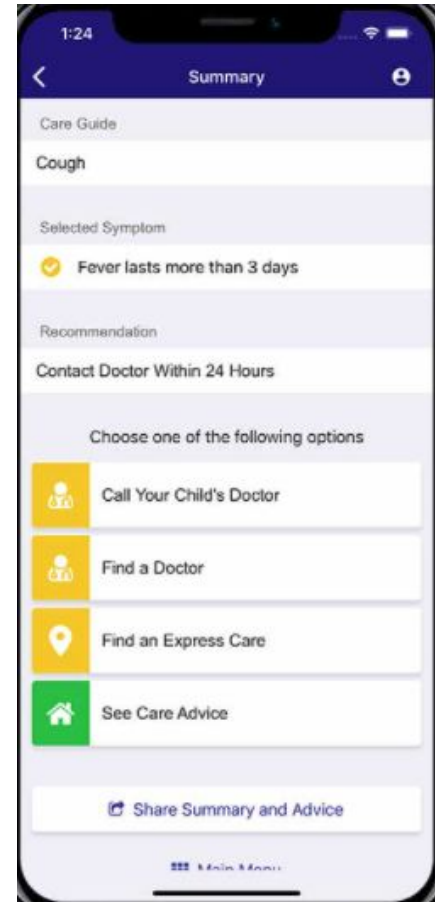 1:24
Summary
Care Guide
Cough
Selected Symptom
Fever lasts more than 3 days
Recommendation
Contact Doctor Within 24 Hours
Choose one of the following options
Call Your Child's Doctor
Find a Doctor
Find an Express Care
See Care Advice
Share Summary and Advice
Main Menu